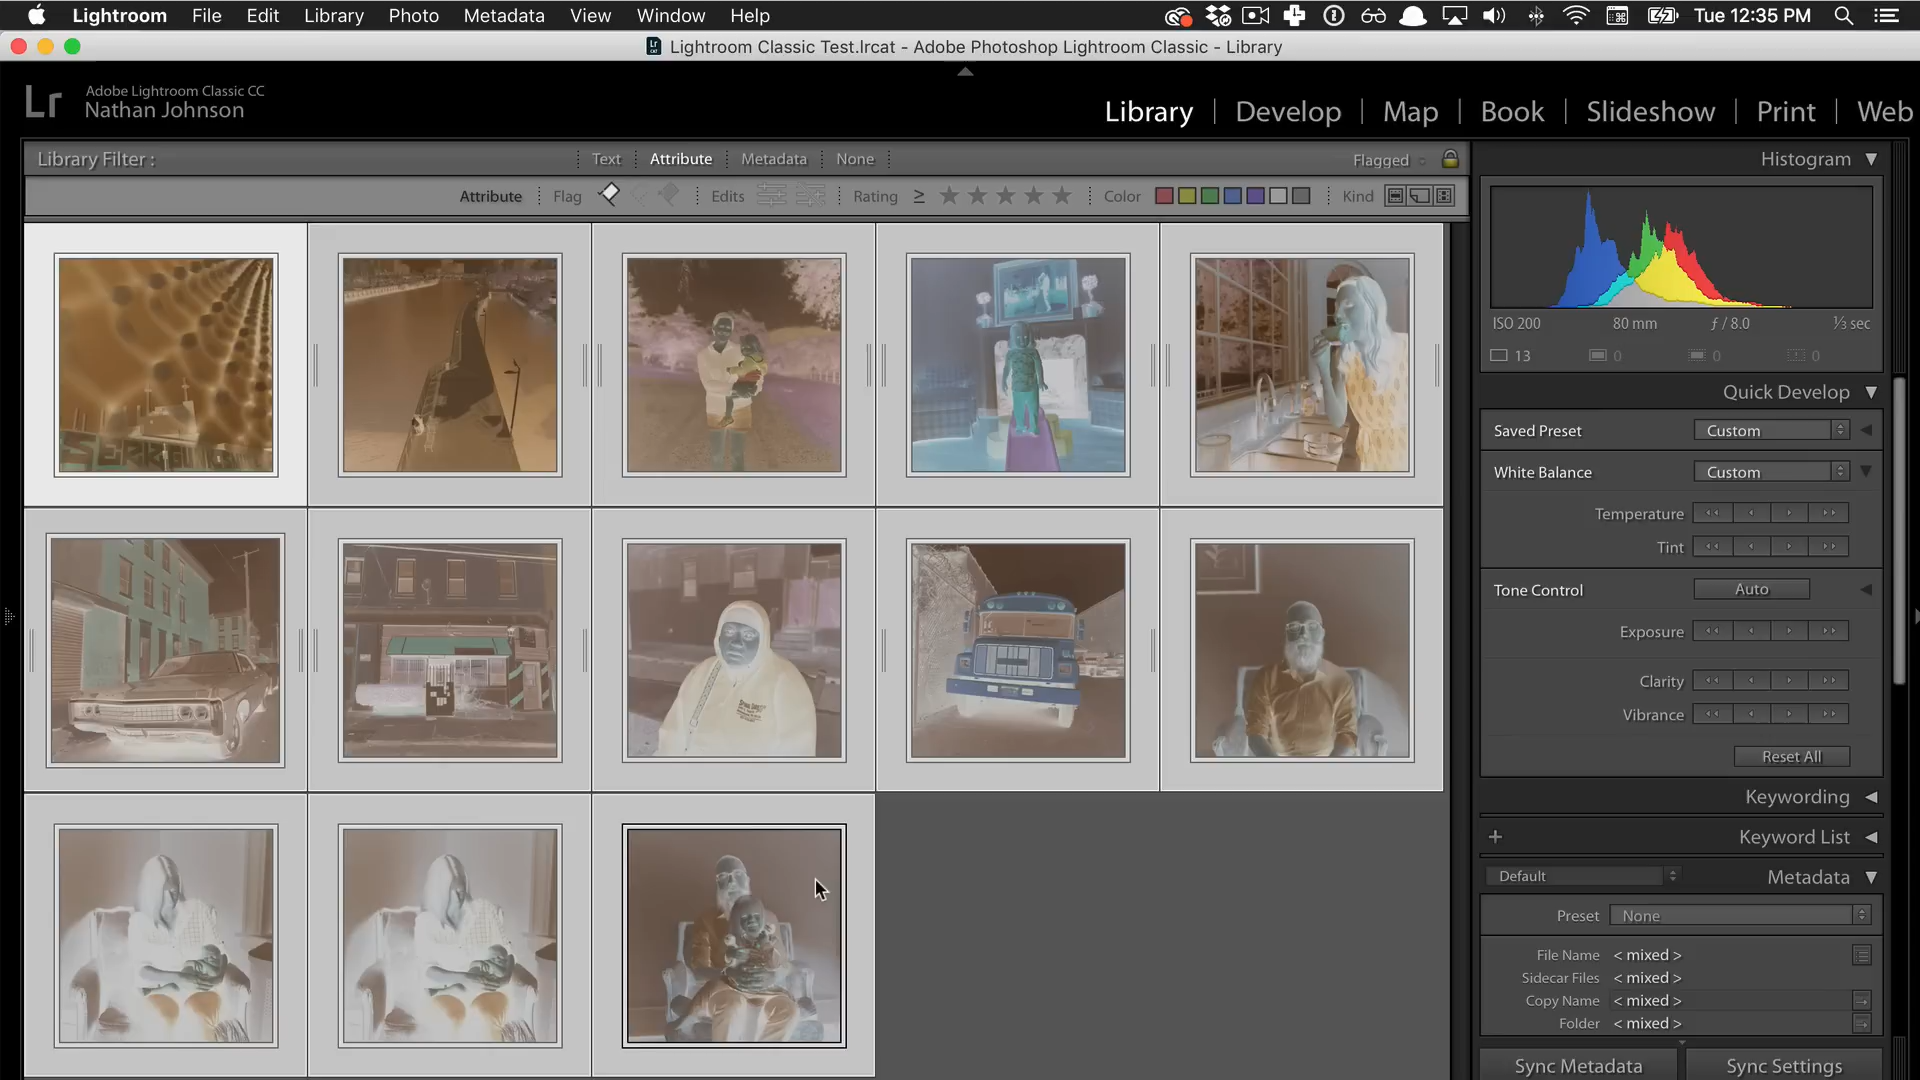 Lightroom File Edit Library Photo Metadata View Window Help Tue 12:35 PM
Lr Lightroom Classic Test.lrcat - Adobe Photoshop Lightroom Classic - Library
Lr Adobe Lightroom Classic CC
Nathan Johnson
Library | Develop | Map | Book | Slideshow | Print | Web
Library Filter : Text Attribute Metadata None Flagged
Attribute Flag Edits Rating ≥ Color Kind
Histogram
ISO 200 80 mm ƒ / 8.0 ⅓ sec
13 0 0 0
Quick Develop
Saved Preset Custom
White Balance Custom
Temperature
Tint
Tone Control Auto
Exposure
Clarity
Vibrance
Reset All
Keywording
+ Keyword List
Default Metadata
Preset None
File Name < mixed >
Sidecar Files < mixed >
Copy Name < mixed >
Folder < mixed >
Sync Metadata Sync Settings